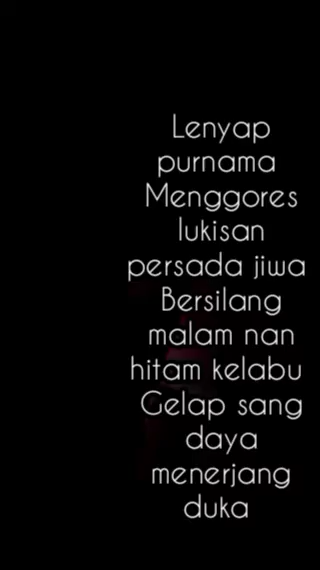 Lenyap
purnama
Menggores
lukisan
persada jiwa
Bersilang
malam nan
hitam kelabu
Gelap sang
daya
menerjang
duka